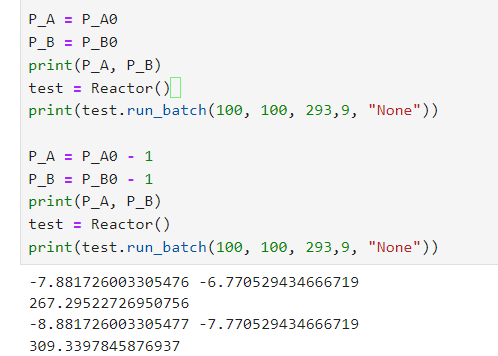 P_A = P_A0
P_B = P_B0
print(P_A, P_B)
test = Reactor()
print(test.run_batch(100, 100, 293,9, "None"))
P_A = P_A0 - 1
P_B = P_B0 - 1
print(P_A, P_B)
test = Reactor()
print(test.run_batch(100, 100, 293,9, "None"))
-7.881726003305476 -6.770529434666719
267.29522726950756
-8.881726003305477 -7.770529434666719
309.3397845876937